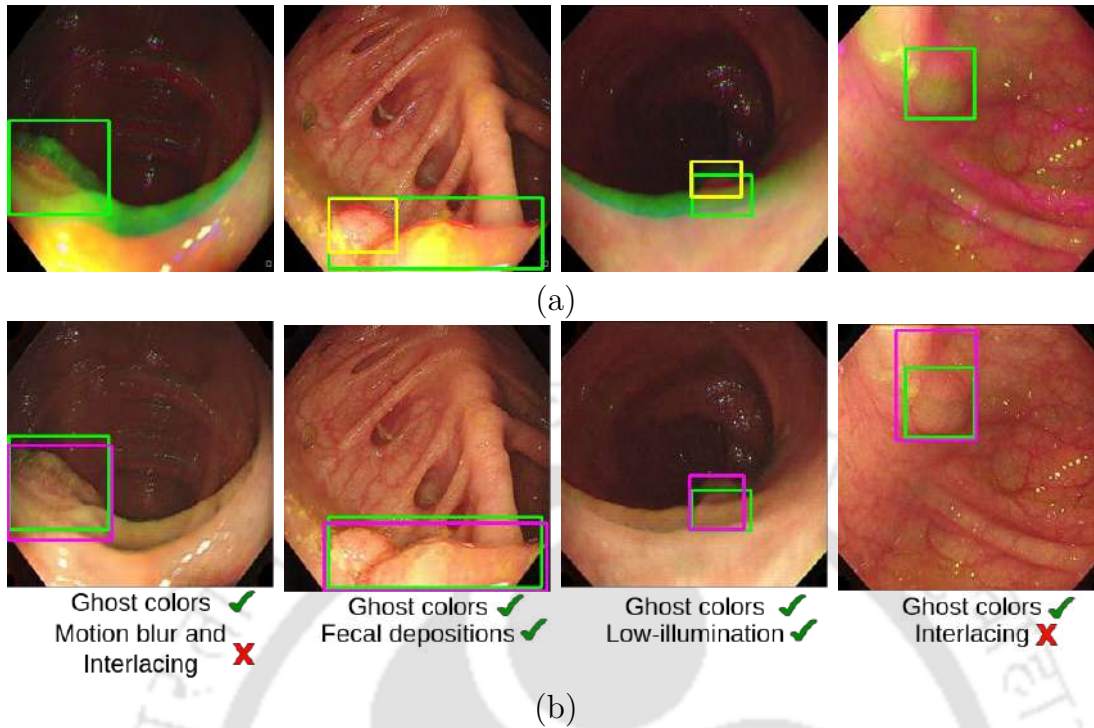 (a)
Ghost colors ✓
Motion blur and
Interlacing X
Ghost colors ✓
Fecal depositions ✓
Ghost colors ✓
Low-illumination ✓
Ghost colors ✓
Interlacing X
(b)